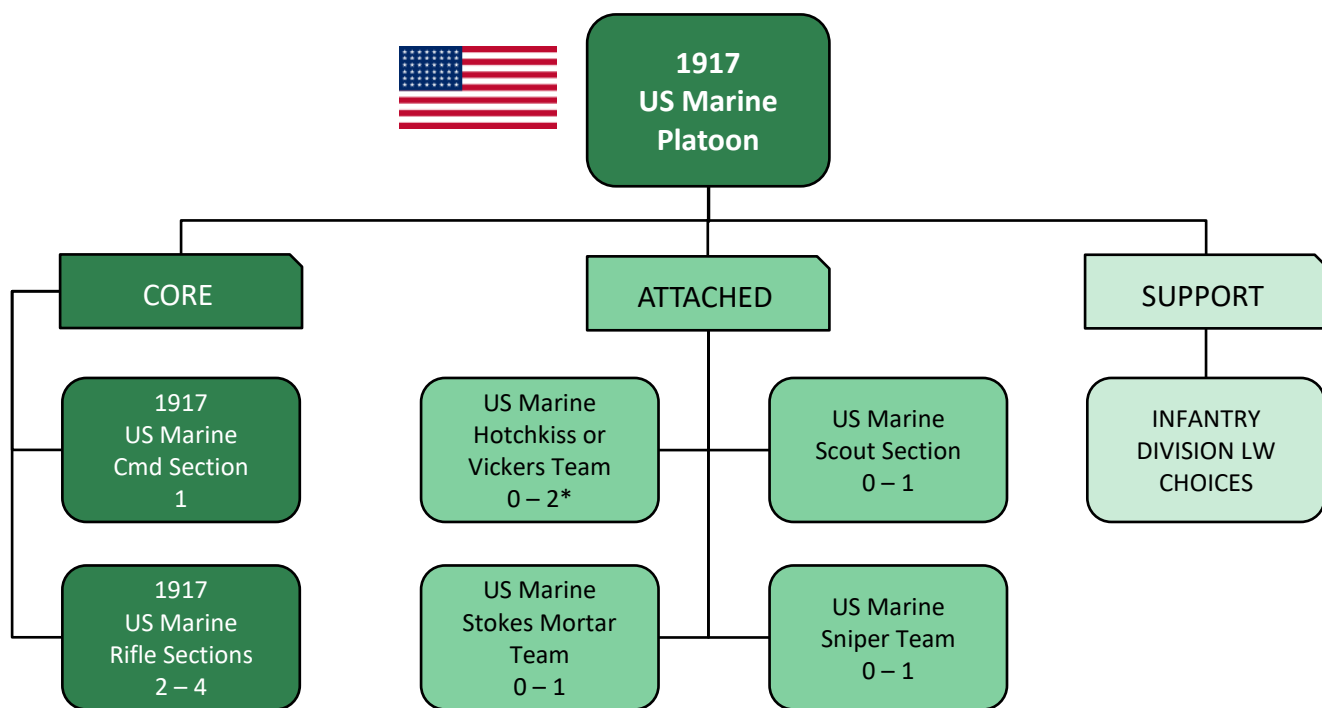 1917
US Marine
Platoon
CORE
ATTACHED
SUPPORT
1917
US Marine
Cmd Section
1
US Marine
Hotchkiss or
Vickers Team
0 – 2*
US Marine
Scout Section
0 – 1
INFANTRY
DIVISION LW
CHOICES
1917
US Marine
Rifle Sections
2 – 4
US Marine
Stokes Mortar
Team
0 – 1
US Marine
Sniper Team
0 – 1